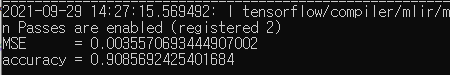 2021-09-29 14:27:15.569492: I tensorflow/compiler/mlir/m
n Passes are enabled (registered 2)
MSE      = 0.0035570693444907002
accuracy = 0.9085692425401684